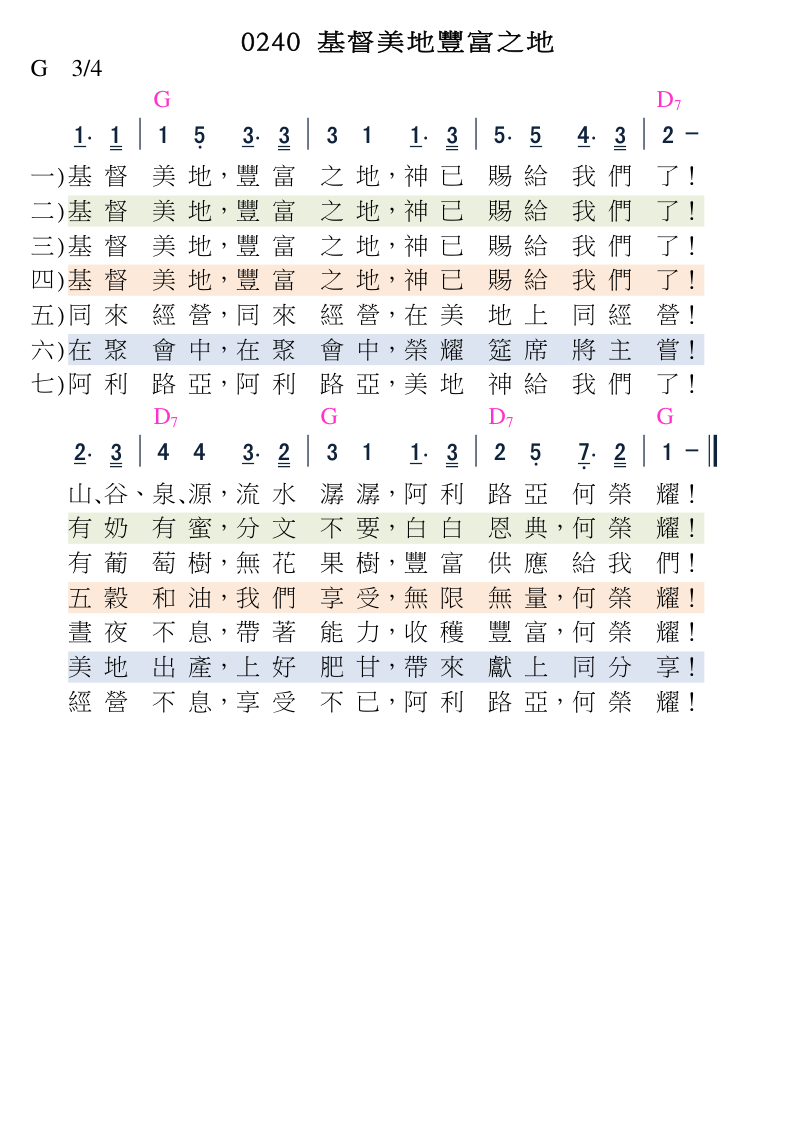 0240 基督美地豐富之地
G 3/4
G D7
1· 1 | 1 5 3· 3 | 3 1 1· 3 | 5· 5 4· 3 | 2 –
一)基督 美地，豐富 之地，神已 賜給 我們 了！
二)基督 美地，豐富 之地，神已 賜給 我們 了！
三)基督 美地，豐富 之地，神已 賜給 我們 了！
四)基督 美地，豐富 之地，神已 賜給 我們 了！
五)同來 經營，同來 經營，在美 地上 同經 營！
六)在聚 會中，在聚 會中，榮耀 筵席 將主 嘗！
七)阿利 路亞，阿利 路亞，美地 神給 我們 了！
D7 G D7 G
2· 3 | 4 4 3· 2 | 3 1 1· 3 | 2 5 7· 2 | 1 – ‖
山、谷、泉、源，流水 潺潺，阿利 路亞 何榮 耀！
有奶 有蜜，分文 不要，白白 恩典，何榮 耀！
有葡 萄樹，無花 果樹，豐富 供應 給我 們！
五穀 和油，我們 享受，無限 無量，何榮 耀！
晝夜 不息，帶著 能力，收穫 豐富，何榮 耀！
美地 出產，上好 肥甘，帶來 獻上 同分 享！
經營 不息，享受 不已，阿利 路亞，何榮 耀！